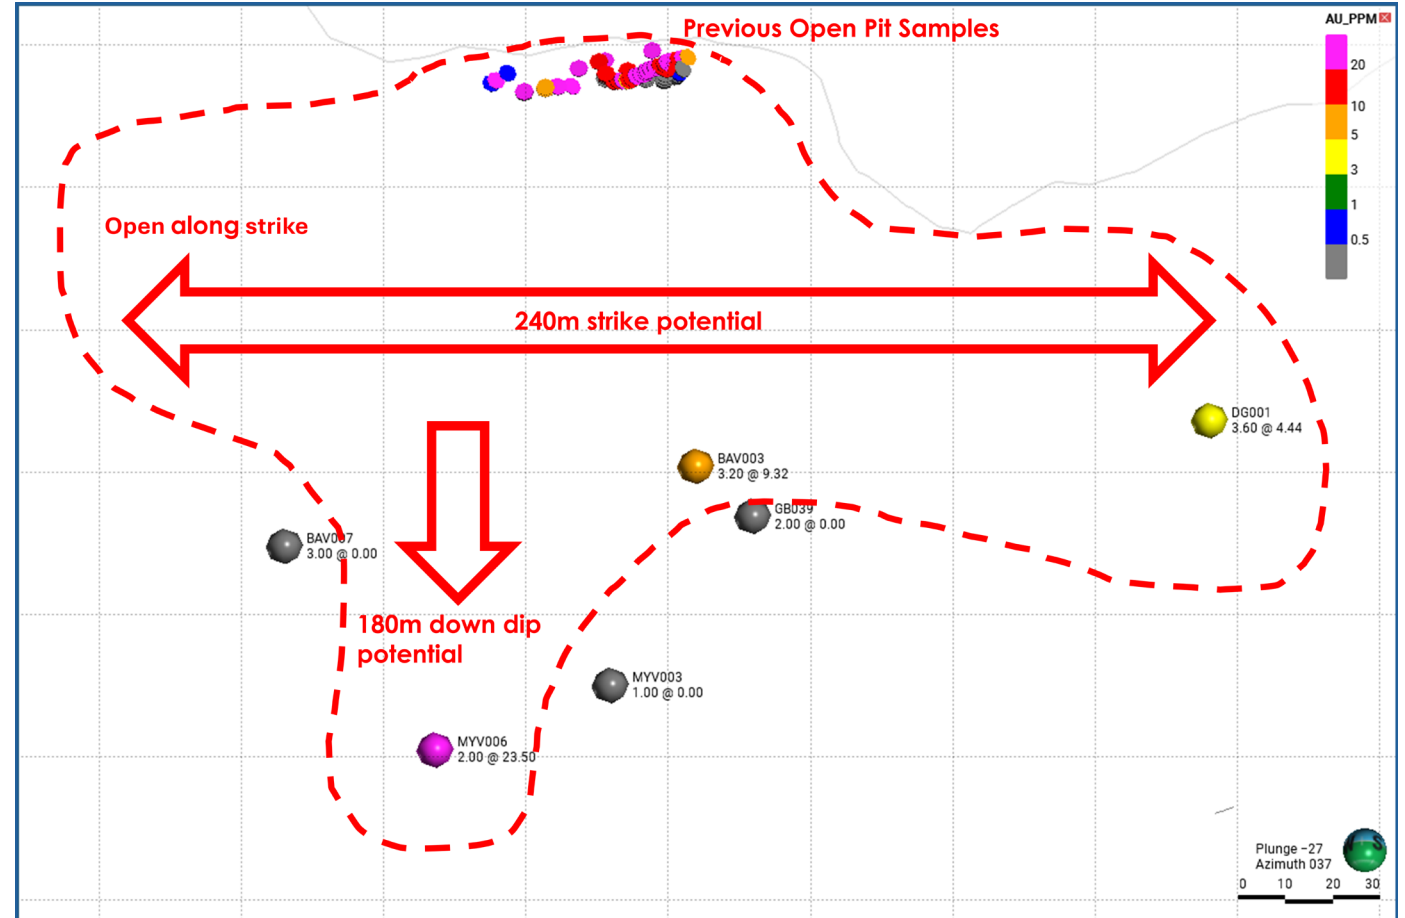 Previous Open Pit Samples
AU_PPM
20
10
5
3
1
0.5
Open along strike
240m strike potential
DG001
3.60 @ 4.44
BAV003
3.20 @ 9.32
GB039
2.00 @ 0.00
BAV007
3.00 @ 0.00
180m down dip
potential
MYV003
1.00 @ 0.00
MYV006
2.00 @ 23.50
Plunge −27
Azimuth 037
S
0 10 20 30